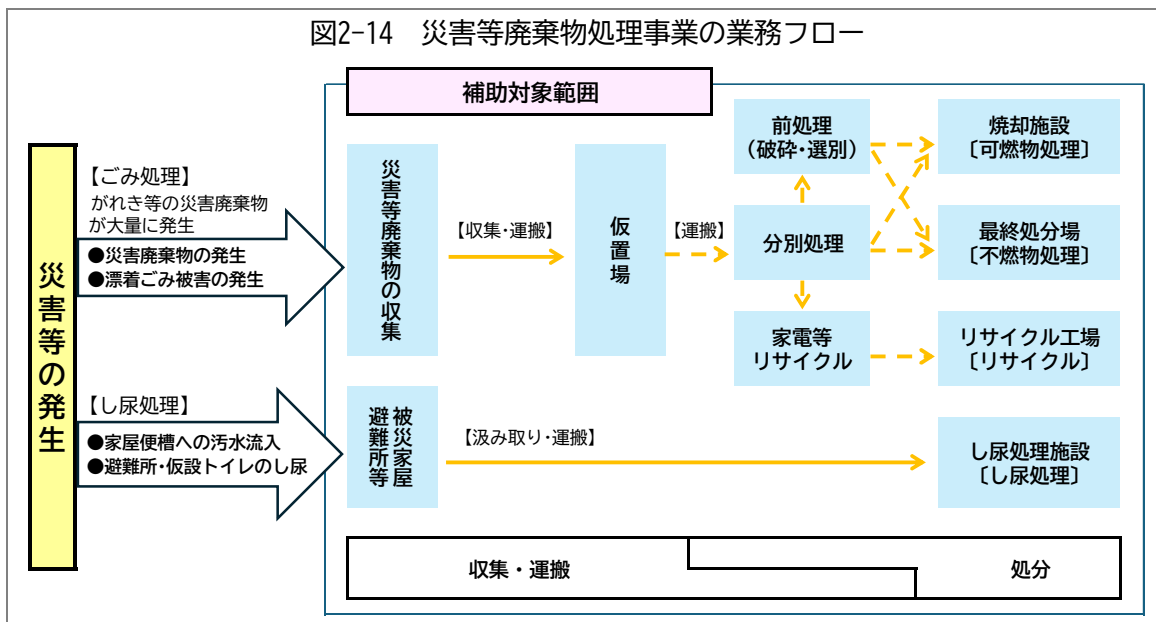 図2-14　災害等廃棄物処理事業の業務フロー
補助対象範囲
災害等の発生
【ごみ処理】
がれき等の災害廃棄物
が大量に発生
●災害廃棄物の発生
●漂着ごみ被害の発生
災害等廃棄物の収集
【収集･運搬】
仮置場
【運搬】
前処理
（破砕･選別）
分別処理
家電等
リサイクル
焼却施設
〔可燃物処理〕
最終処分場
〔不燃物処理〕
リサイクル工場
〔リサイクル〕
【し尿処理】
●家屋便槽への汚水流入
●避難所･仮設トイレのし尿
被災家屋
避難所等
【汲み取り･運搬】
し尿処理施設
〔し尿処理〕
収集・運搬
処分